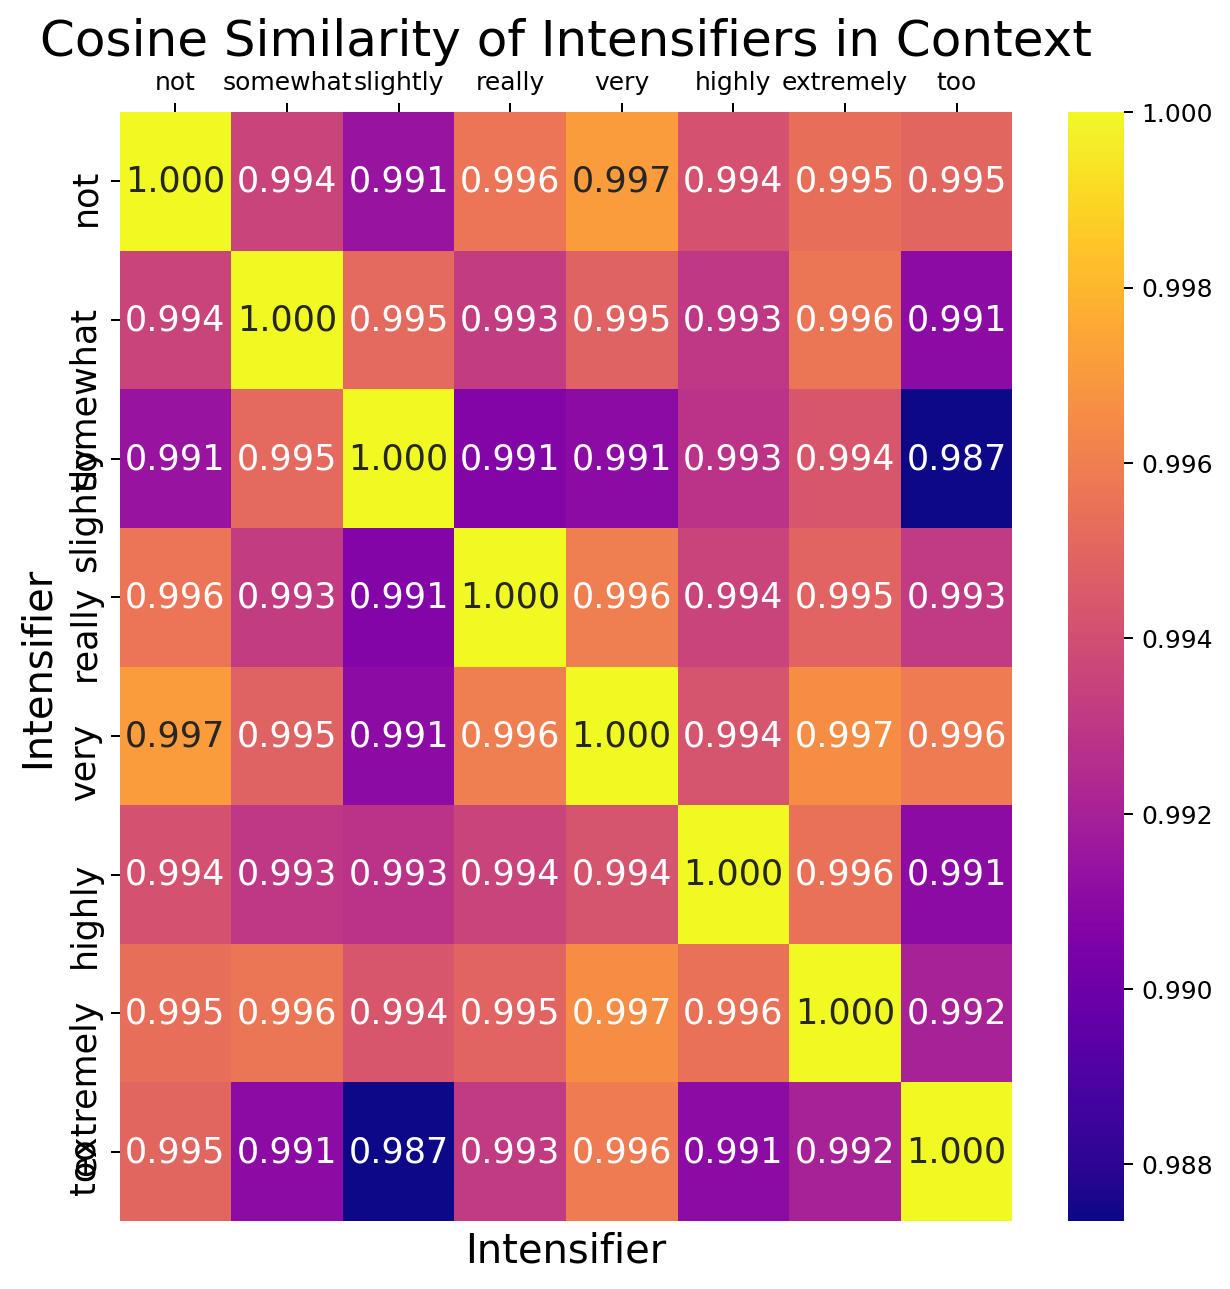 Cosine Similarity of Intensifiers in Context
not somewhat slightly really very highly extremely too
not 1.000 0.994 0.991 0.996 0.997 0.994 0.995 0.995
somewhat 0.994 1.000 0.995 0.993 0.995 0.993 0.996 0.991
slightly 0.991 0.995 1.000 0.991 0.991 0.993 0.994 0.987
really 0.996 0.993 0.991 1.000 0.996 0.994 0.995 0.993
very 0.997 0.995 0.991 0.996 1.000 0.994 0.997 0.996
highly 0.994 0.993 0.993 0.994 0.994 1.000 0.996 0.991
extremely 0.995 0.996 0.994 0.995 0.997 0.996 1.000 0.992
too 0.995 0.991 0.987 0.993 0.996 0.991 0.992 1.000
Intensifier
Intensifier
1.000
0.998
0.996
0.994
0.992
0.990
0.988